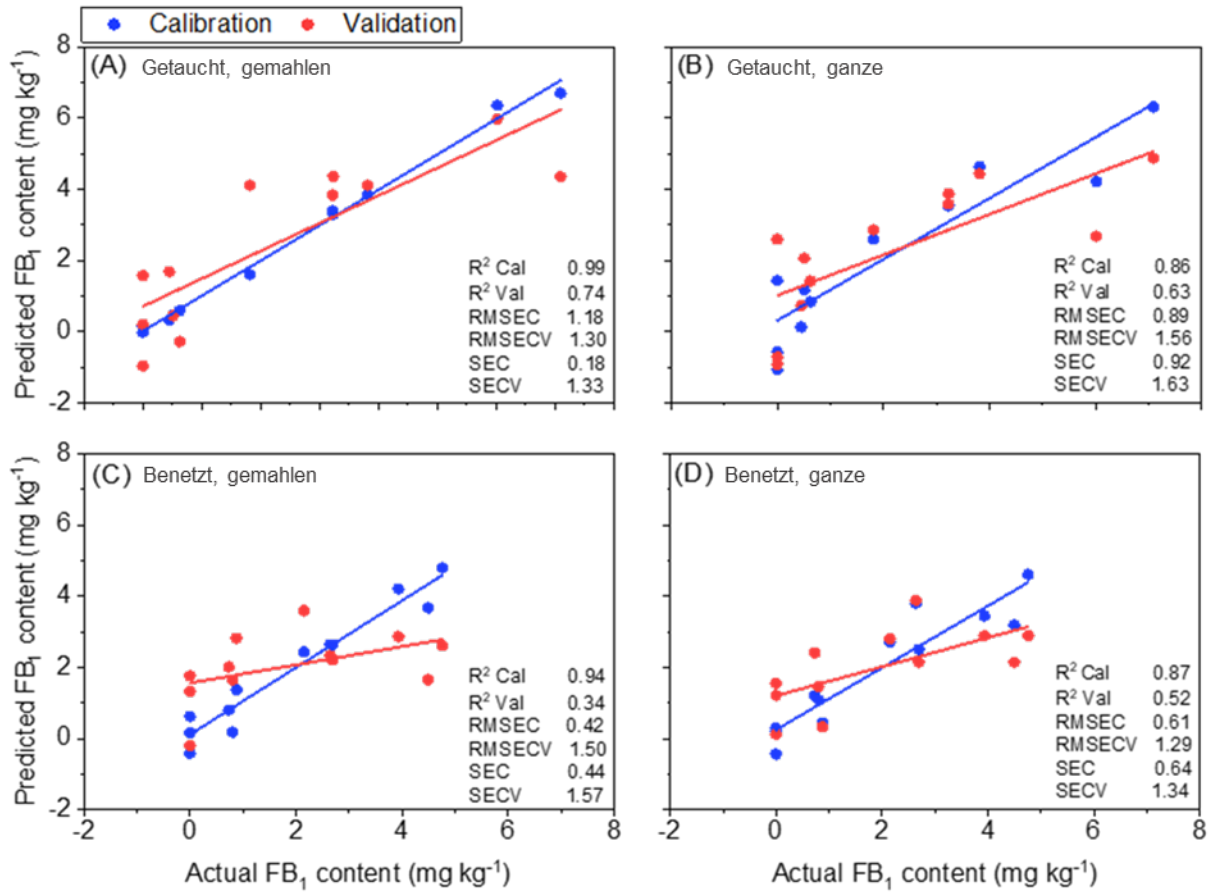 Calibration Validation
(A) Getaucht, gemahlen
(B) Getaucht, ganze
Predicted FB₁ content (mg kg⁻¹)
8
6
4
2
0
-2
R² Cal 0.99
R² Val 0.74
RMSEC 1.18
RMSECV 1.30
SEC 0.18
SECV 1.33
R² Cal 0.86
R² Val 0.63
RMSEC 0.89
RMSECV 1.56
SEC 0.92
SECV 1.63
(C) Benetzt, gemahlen
(D) Benetzt, ganze
Predicted FB₁ content (mg kg⁻¹)
8
6
4
2
0
-2
R² Cal 0.94
R² Val 0.34
RMSEC 0.42
RMSECV 1.50
SEC 0.44
SECV 1.57
R² Cal 0.87
R² Val 0.52
RMSEC 0.61
RMSECV 1.29
SEC 0.64
SECV 1.34
0 2 4 6 8
0 2 4 6 8
Actual FB₁ content (mg kg⁻¹)
Actual FB₁ content (mg kg⁻¹)